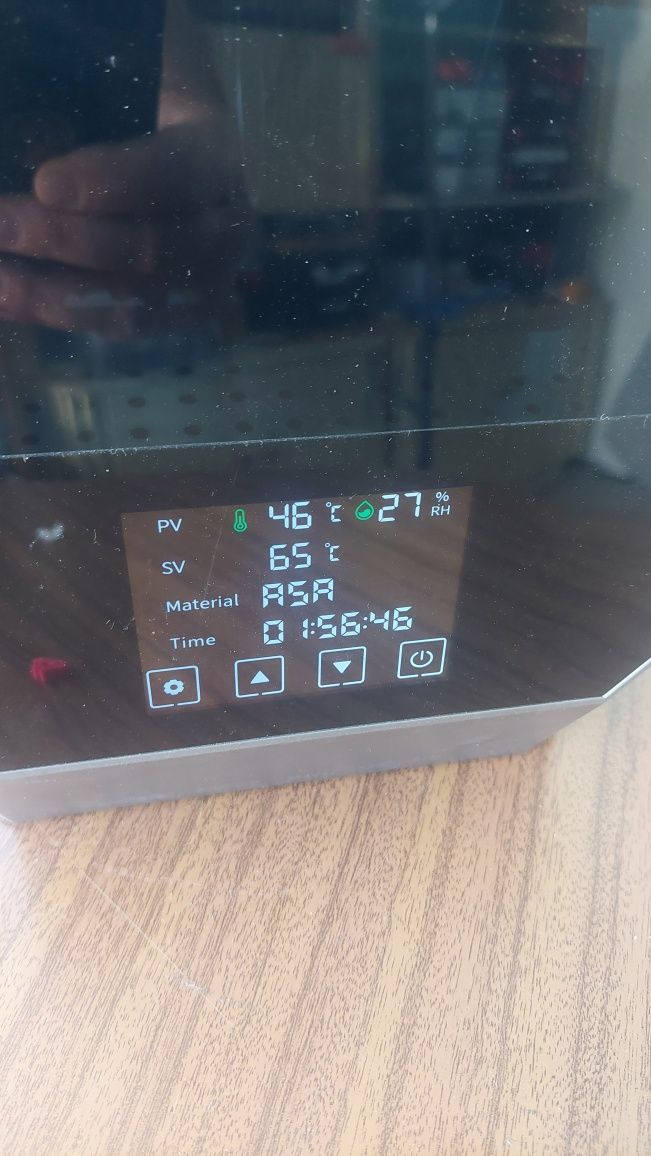 PV 46 °C 27 % RH
SV 65 °C
Material ASA
Time 01:56:46